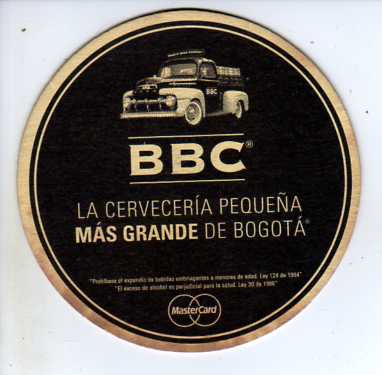 BBC
BBC®
LA CERVECERÍA PEQUEÑA
MÁS GRANDE DE BOGOTÁ®
"Prohíbase el expendio de bebidas embriagantes a menores de edad. Ley 124 de 1994"
"El exceso de alcohol es perjudicial para la salud. Ley 30 de 1986"
MasterCard